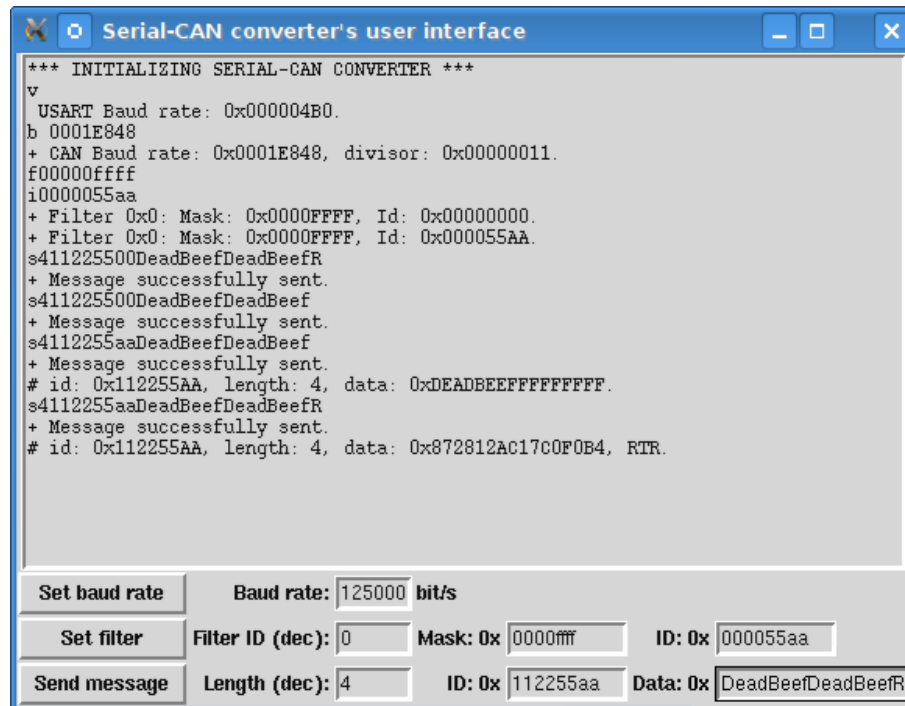 Serial-CAN converter's user interface
*** INITIALIZING SERIAL-CAN CONVERTER ***
v
USART Baud rate: 0x000004B0.
b 0001E848
+ CAN Baud rate: 0x0001E848, divisor: 0x00000011.
f00000ffff
i0000055aa
+ Filter 0x0: Mask: 0x0000FFFF, Id: 0x00000000.
+ Filter 0x0: Mask: 0x0000FFFF, Id: 0x000055AA.
s411225500DeadBeefDeadBeefR
+ Message successfully sent.
s411225500DeadBeefDeadBeef
+ Message successfully sent.
s4112255aaDeadBeefDeadBeef
+ Message successfully sent.
# id: 0x112255AA, length: 4, data: 0xDEADBEEFFFFFFFFF.
s4112255aaDeadBeefDeadBeefR
+ Message successfully sent.
# id: 0x112255AA, length: 4, data: 0x872812AC17C0F0B4, RTR.
Set baud rate Baud rate: 125000 bit/s
Set filter Filter ID (dec): 0 Mask: 0x 0000ffff ID: 0x 000055aa
Send message Length (dec): 4 ID: 0x 112255aa Data: 0x DeadBeefDeadBeefR